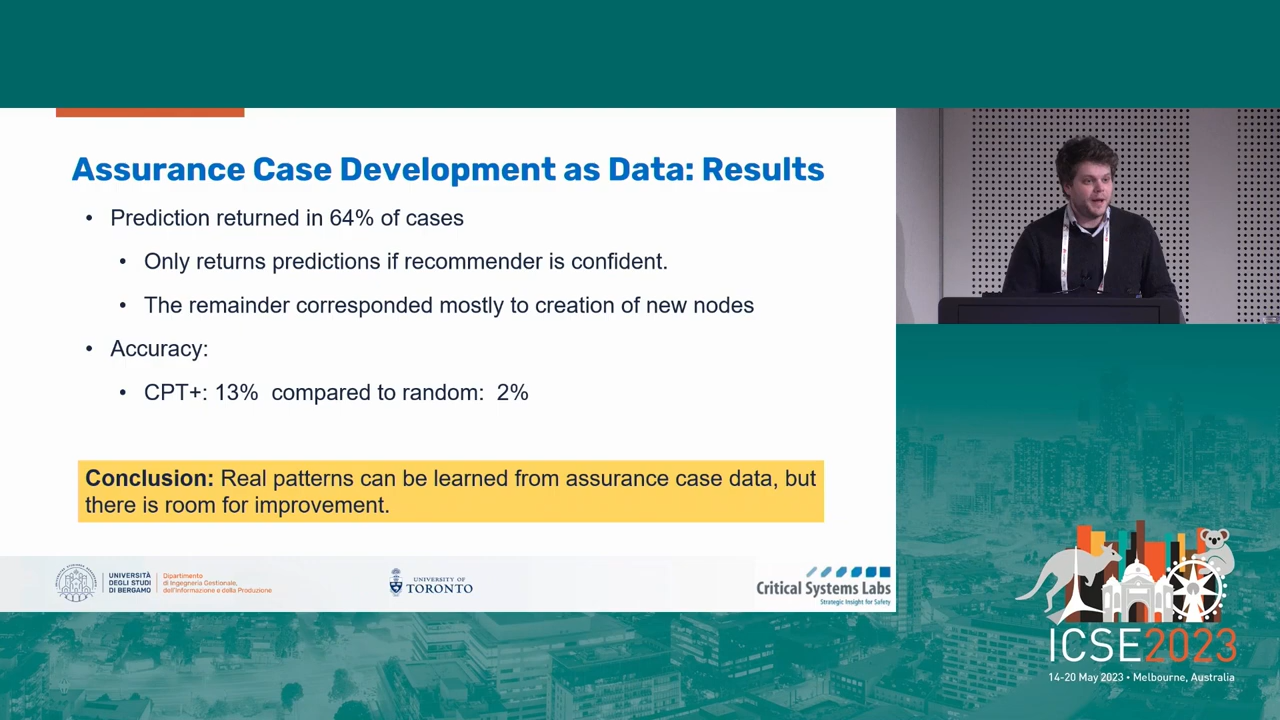 Assurance Case Development as Data: Results
• Prediction returned in 64% of cases
• Only returns predictions if recommender is confident.
• The remainder corresponded mostly to creation of new nodes
• Accuracy:
• CPT+: 13% compared to random: 2%
Conclusion: Real patterns can be learned from assurance case data, but
there is room for improvement.
UNIVERSITÀ
DEGLI STUDI
DI BERGAMO
Dipartimento
di Ingegneria Gestionale,
dell'Informazione e della Produzione
UNIVERSITY OF
TORONTO
Critical Systems Labs
Strategic Insight for Safety
ICSE2023
14-20 May 2023 • Melbourne, Australia